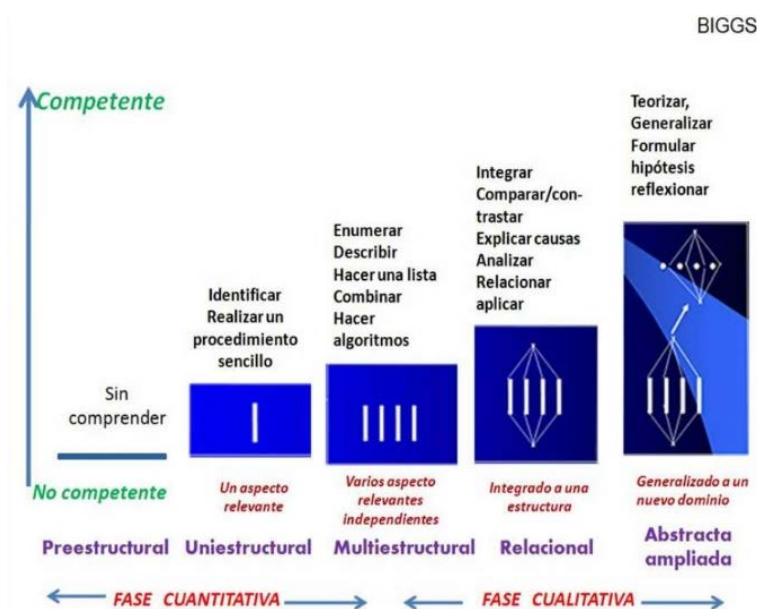 BIGGS
Competente
Teorizar,
Generalizar
Formular
hipótesis
reflexionar
Integrar
Comparar/con-
trastar
Explicar causas
Analizar
Relacionar
aplicar
Enumerar
Describir
Hacer una lista
Combinar
Hacer
algoritmos
Identificar
Realizar un
procedimiento
sencillo
Sin
comprender
No competente
Un aspecto
relevante
Varios aspecto
relevantes
independientes
Integrado a una
estructura
Generalizado a un
nuevo dominio
Preestructural
Uniestructural
Multiestructural
Relacional
Abstracta
ampliada
FASE CUANTITATIVA
FASE CUALITATIVA